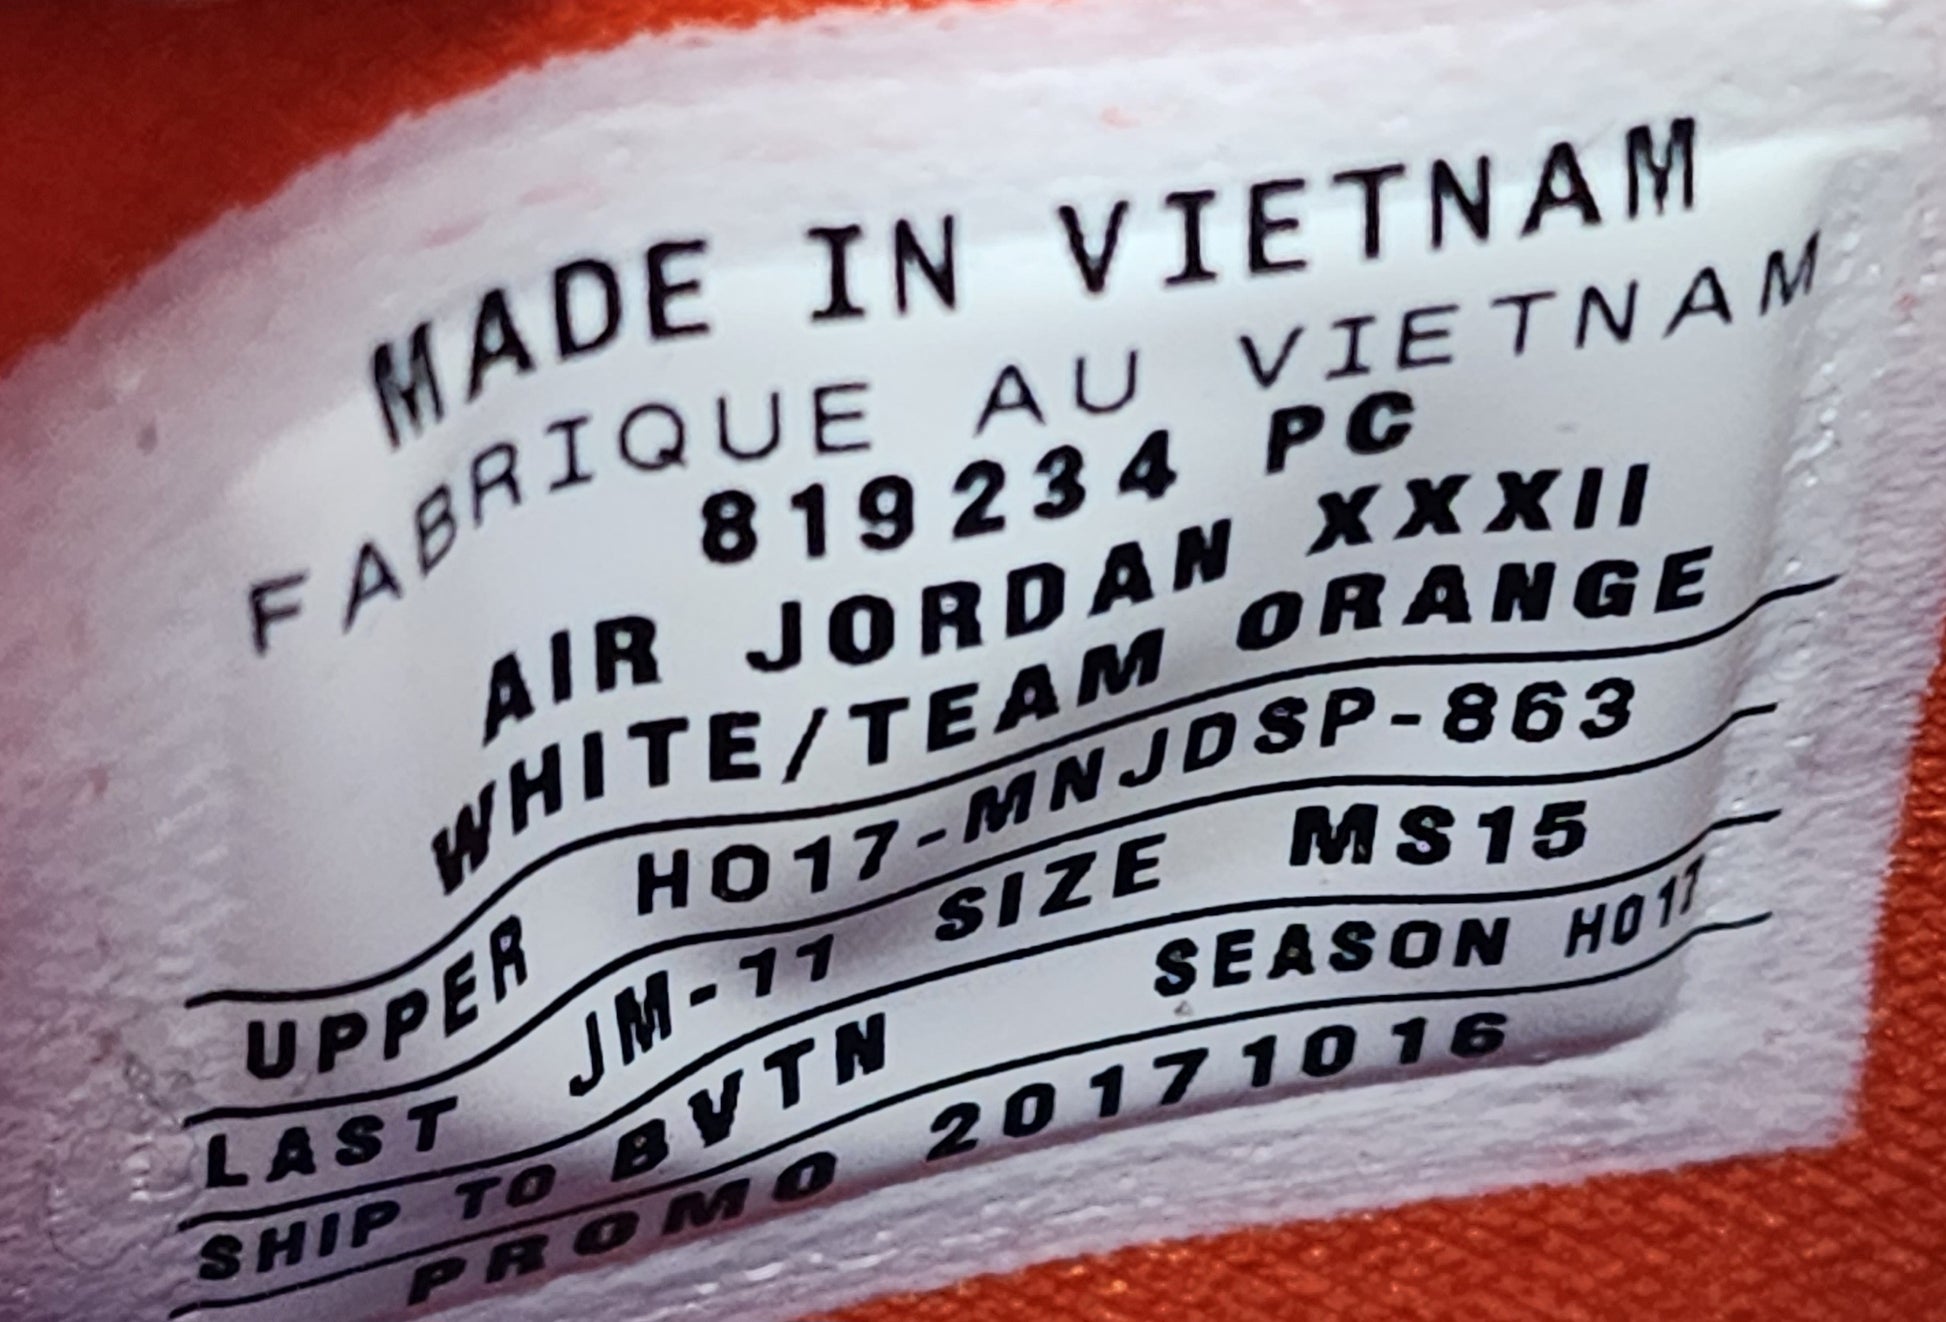 MADE IN VIETNAM
FABRIQUE AU VIETNAM
819234 PC
AIR JORDAN XXXII
WHITE/TEAM ORANGE
UPPER HO17-MNJDSP-863
LAST JM-11 SIZE MS15
SHIP TO BVTN SEASON HO17
PROMO 20171016